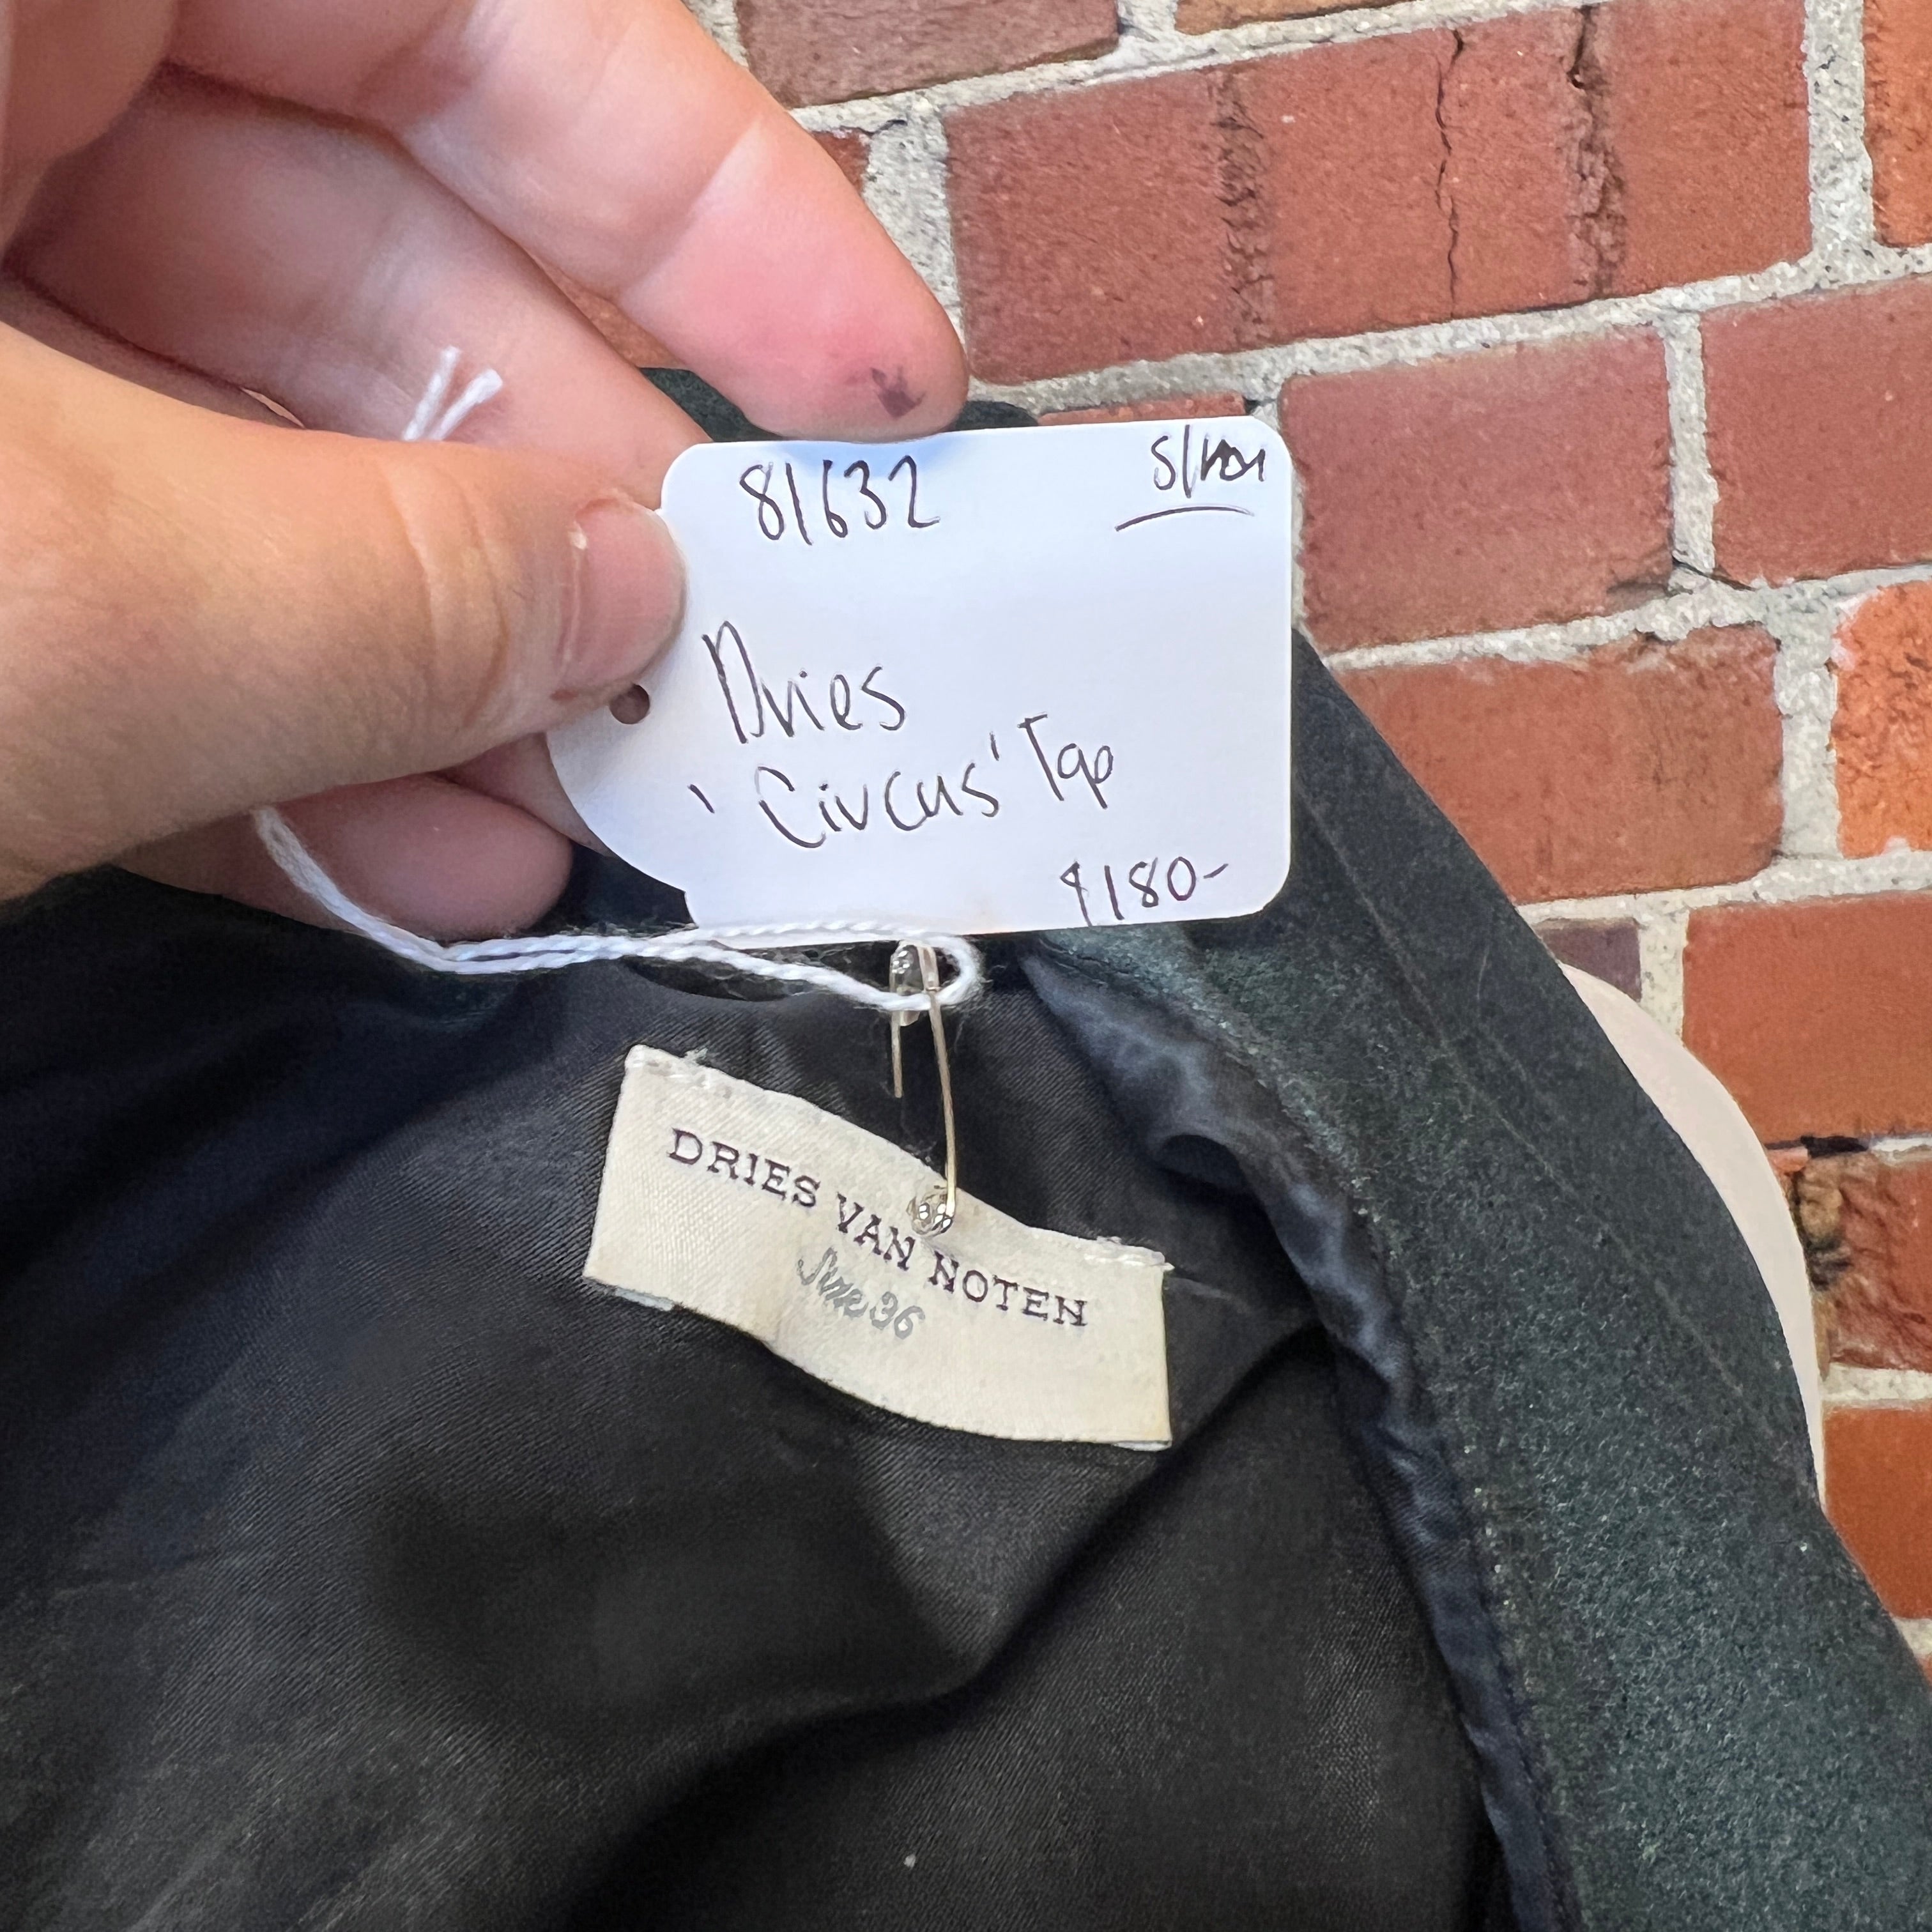 81632
Dries
'Circus' Top
$180-
DRIES VAN NOTEN
Size 36